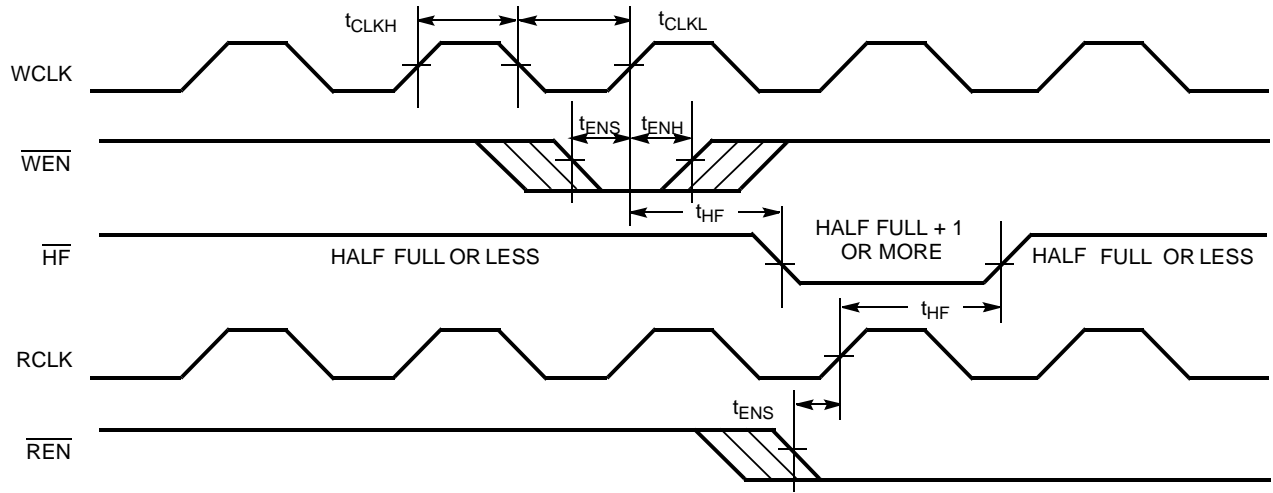 tCLKH
tCLKL
WCLK
tENS
tENH
WEN
tHF
HF
HALF FULL OR LESS
HALF FULL + 1
OR MORE
HALF FULL OR LESS
tHF
RCLK
tENS
REN